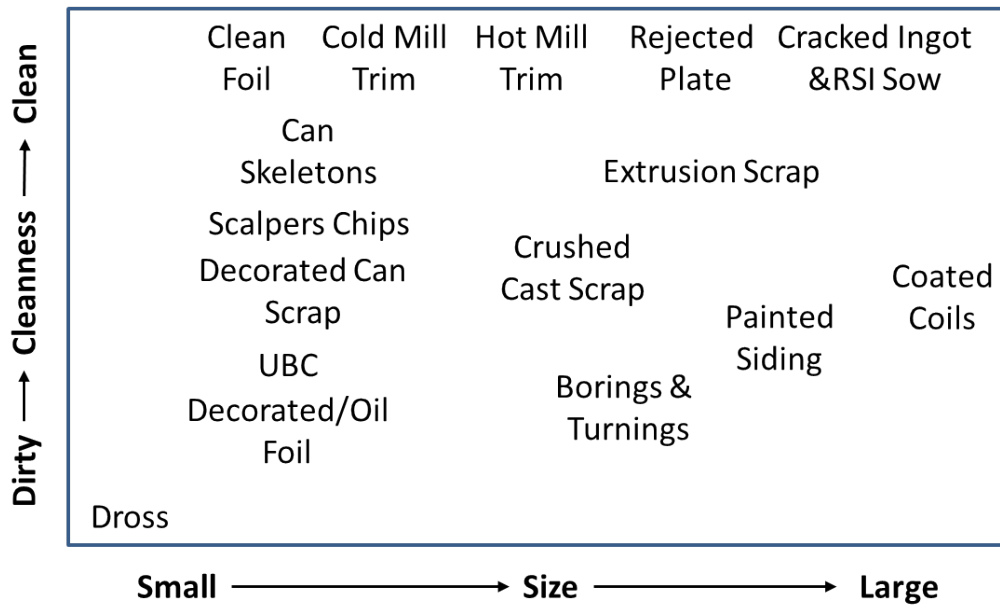 Clean Foil
Cold Mill Trim
Hot Mill Trim
Rejected Plate
Cracked Ingot &RSI Sow
Can Skeletons
Extrusion Scrap
Scalpers Chips
Crushed Cast Scrap
Decorated Can Scrap
Coated Coils
Painted Siding
UBC
Decorated/Oil Foil
Borings & Turnings
Dross
Dirty → Cleanness → Clean
Small → Size → Large